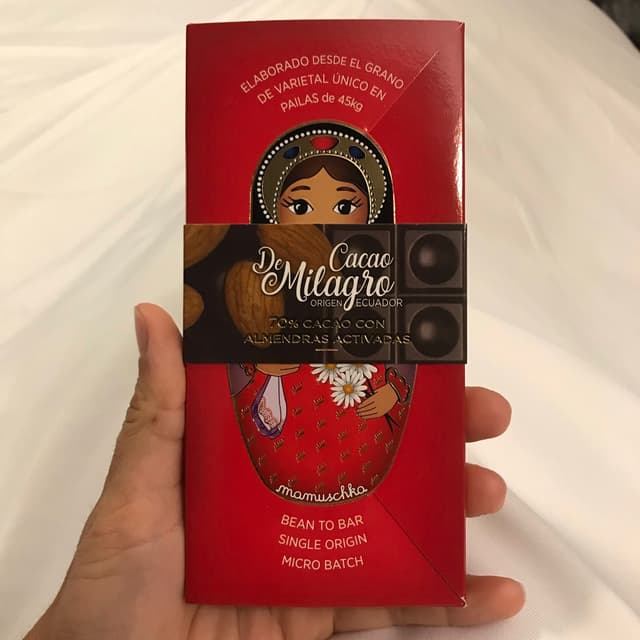 ELABORADO DESDE EL GRANO
DE VARIETAL ÚNICO EN
PAILAS de 45kg
De Cacao
Milagro
ORIGEN ECUADOR
70% CACAO CON
ALMENDRAS ACTIVADAS
mamuschka
BEAN TO BAR
SINGLE ORIGIN
MICRO BATCH